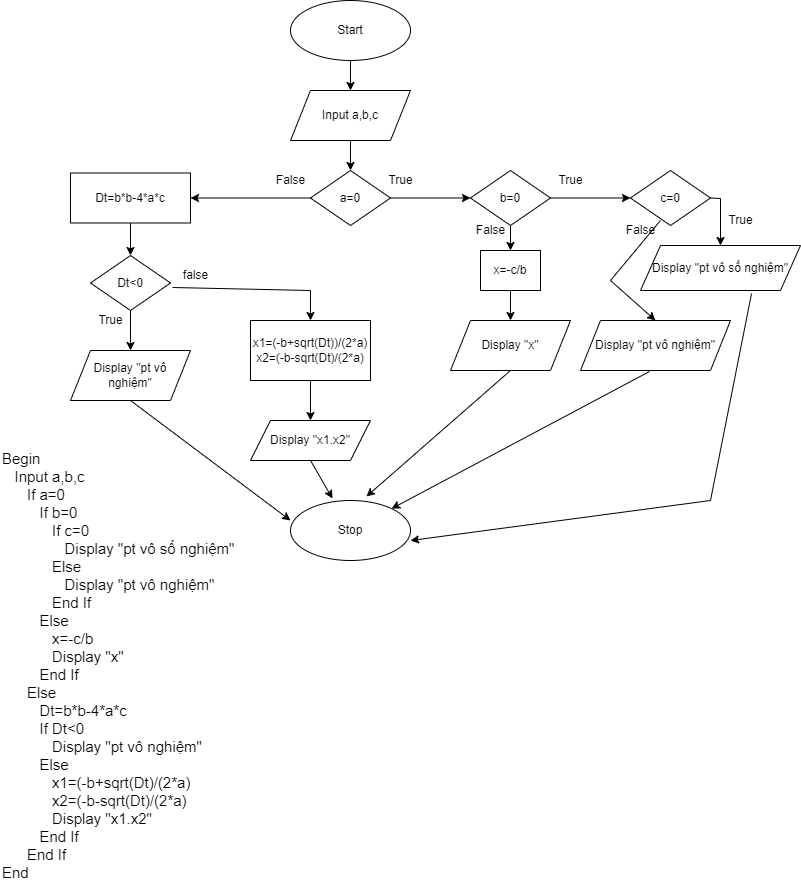 Start
Input a,b,c
False
True
True
Dt=b*b-4*a*c
a=0
b=0
c=0
True
False
False
Dt<0
false
x=-c/b
Display "pt vô số nghiệm"
True
x1=(-b+sqrt(Dt))/(2*a)
x2=(-b-sqrt(Dt)/(2*a)
Display "x"
Display "pt vô nghiệm"
Display "pt vô
nghiệm"
Display "x1.x2"
Stop
Begin
Input a,b,c
If a=0
If b=0
If c=0
Display "pt vô số nghiệm"
Else
Display "pt vô nghiệm"
End If
Else
x=-c/b
Display "x"
End If
Else
Dt=b*b-4*a*c
If Dt<0
Display "pt vô nghiệm"
Else
x1=(-b+sqrt(Dt)/(2*a)
x2=(-b-sqrt(Dt)/(2*a)
Display "x1.x2"
End If
End If
End